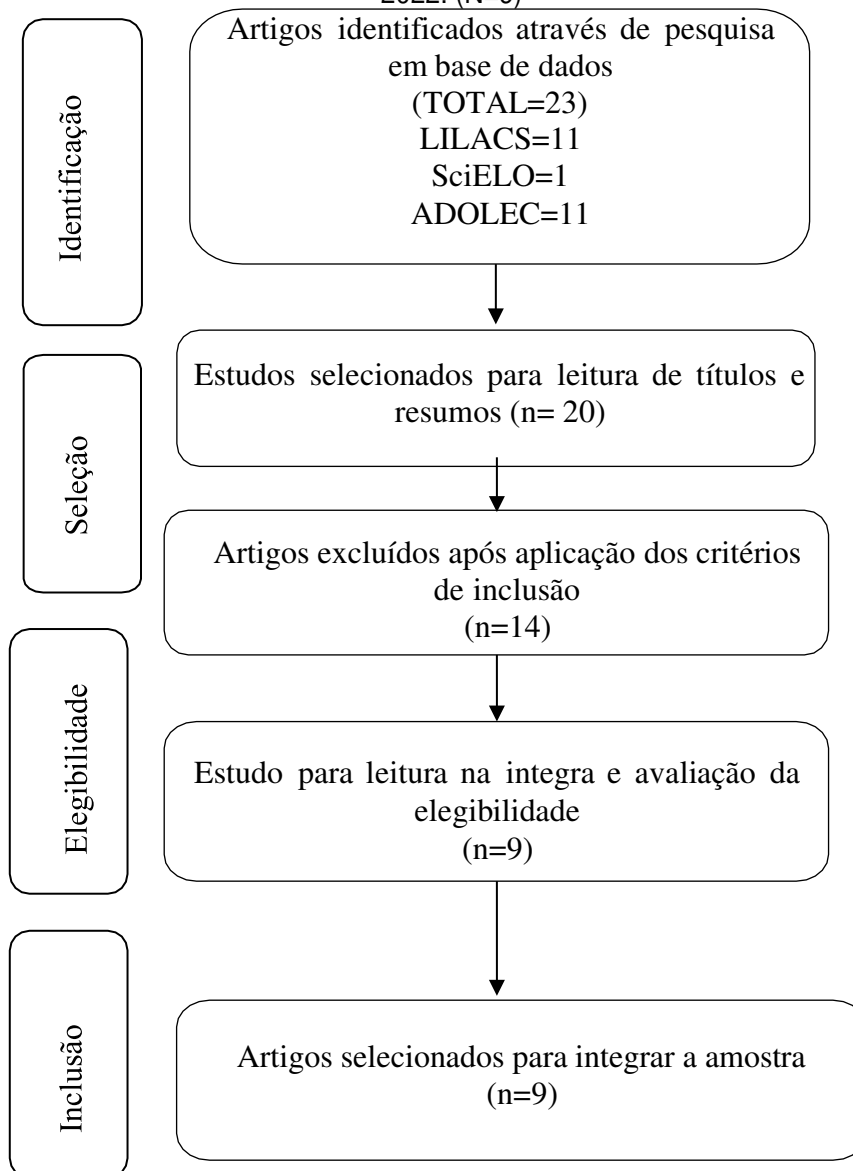 2022. (N=9)
Artigos identificados através de pesquisa
em base de dados
(TOTAL=23)
LILACS=11
SciELO=1
ADOLEC=11
Identificação
Estudos selecionados para leitura de títulos e
resumos (n= 20)
Seleção
Artigos excluídos após aplicação dos critérios
de inclusão
(n=14)
Elegibilidade
Estudo para leitura na integra e avaliação da
elegibilidade
(n=9)
Inclusão
Artigos selecionados para integrar a amostra
(n=9)